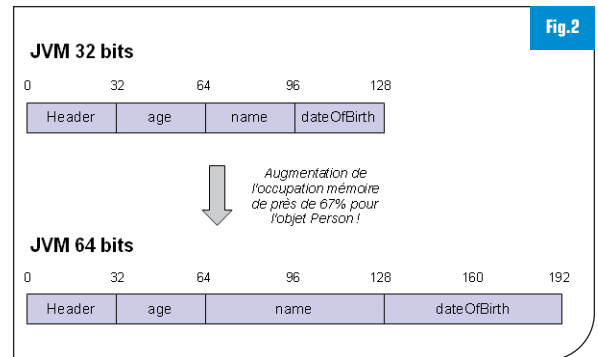 Fig.2
JVM 32 bits
0 32 64 96 128
Header age name dateOfBirth
Augmentation de
l'occupation mémoire
de près de 67% pour
l'objet Person !
JVM 64 bits
0 32 64 96 128 160 192
Header age name dateOfBirth